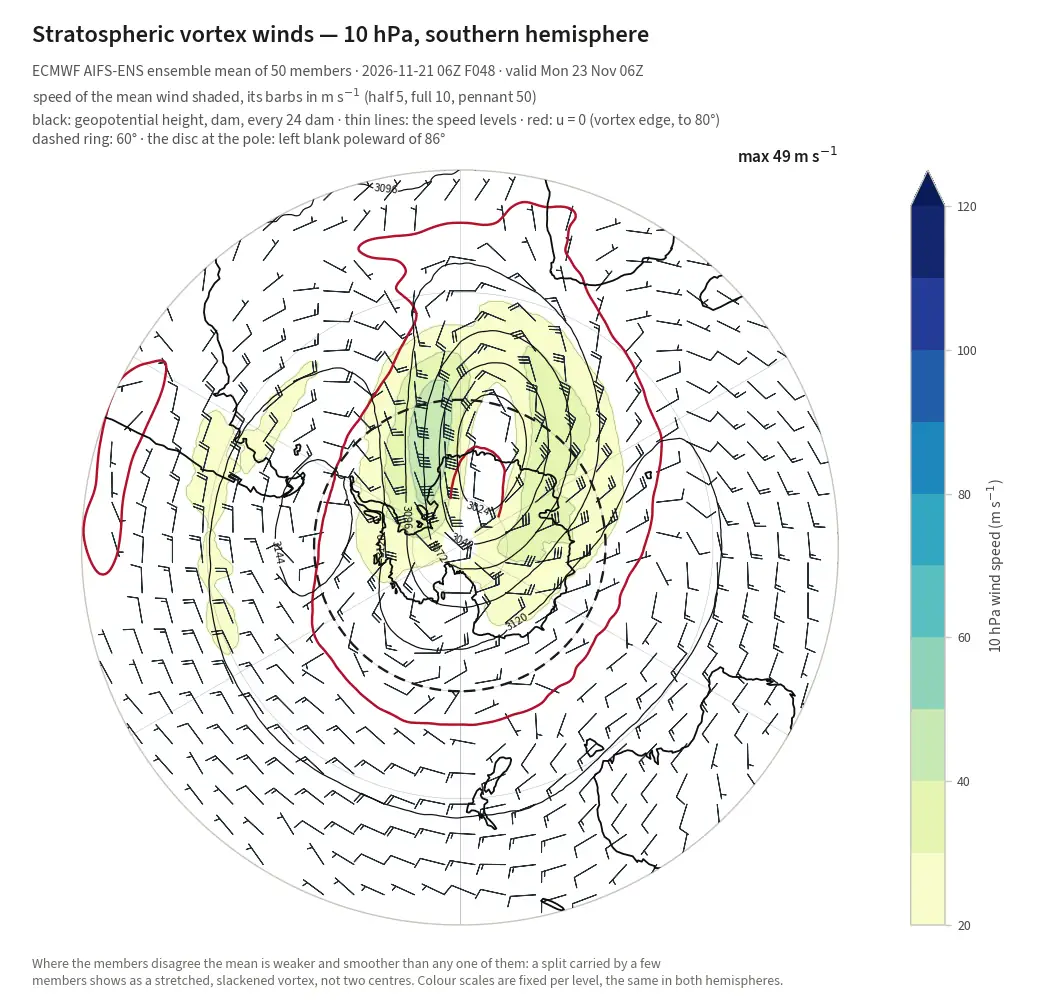 Stratospheric vortex winds — 10 hPa, southern hemisphere
ECMWF AIFS-ENS ensemble mean of 50 members · 2026-11-21 06Z F048 · valid Mon 23 Nov 06Z
speed of the mean wind shaded, its barbs in m s⁻¹ (half 5, full 10, pennant 50)
black: geopotential height, dam, every 24 dam · thin lines: the speed levels · red: u = 0 (vortex edge, to 80°)
dashed ring: 60° · the disc at the pole: left blank poleward of 86°
max 49 m s⁻¹
3096
120
100
80
60
40
20
10 hPa wind speed (m s⁻¹)
3024
3096
3048
3072
3144
3120
Where the members disagree the mean is weaker and smoother than any one of them: a split carried by a few
members shows as a stretched, slackened vortex, not two centres. Colour scales are fixed per level, the same in both hemispheres.